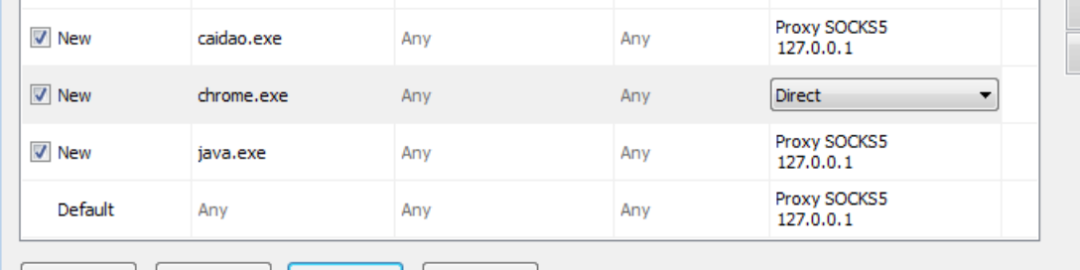 New caidao.exe Any Any Proxy SOCKS5
127.0.0.1
New chrome.exe Any Any Direct
New java.exe Any Any Proxy SOCKS5
127.0.0.1
Default Any Any Any Proxy SOCKS5
127.0.0.1